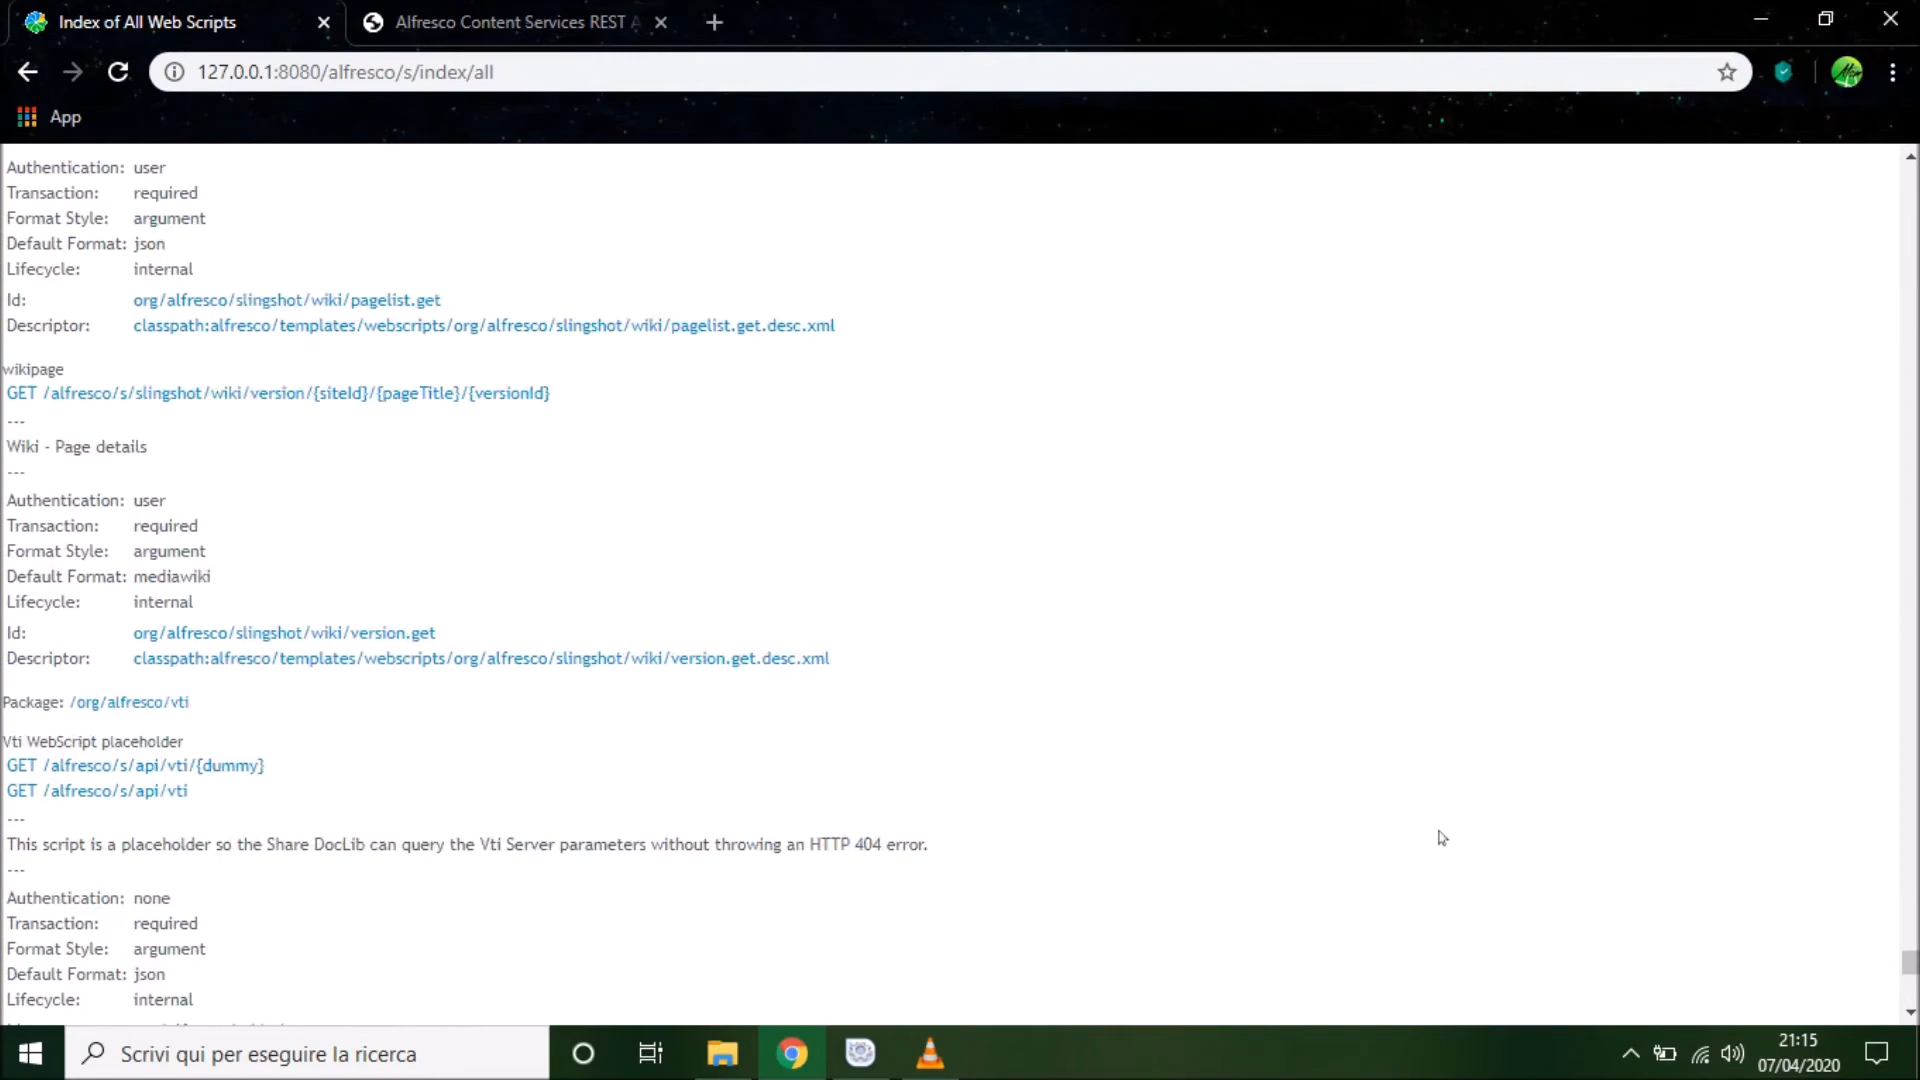 Index of All Web Scripts
Alfresco Content Services REST A
127.0.0.1:8080/alfresco/s/index/all
App
Authentication: user
Transaction: required
Format Style: argument
Default Format: json
Lifecycle: internal
Id: org/alfresco/slingshot/wiki/pagelist.get
Descriptor: classpath:alfresco/templates/webscripts/org/alfresco/slingshot/wiki/pagelist.get.desc.xml
wikipage
GET /alfresco/s/slingshot/wiki/version/{siteId}/{pageTitle}/{versionId}
---
Wiki - Page details
---
Authentication: user
Transaction: required
Format Style: argument
Default Format: mediawiki
Lifecycle: internal
Id: org/alfresco/slingshot/wiki/version.get
Descriptor: classpath:alfresco/templates/webscripts/org/alfresco/slingshot/wiki/version.get.desc.xml
Package: /org/alfresco/vti
Vti WebScript placeholder
GET /alfresco/s/api/vti/{dummy}
GET /alfresco/s/api/vti
---
This script is a placeholder so the Share DocLib can query the Vti Server parameters without throwing an HTTP 404 error.
---
Authentication: none
Transaction: required
Format Style: argument
Default Format: json
Lifecycle: internal
Scrivi qui per eseguire la ricerca
21:15
07/04/2020